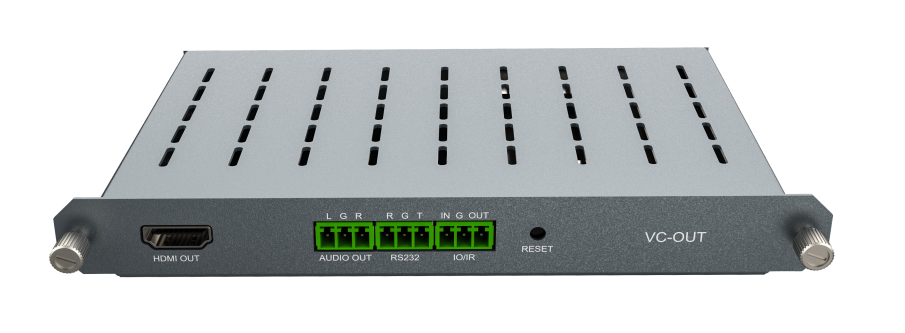 L G R R G T IN G OUT
HDMI OUT AUDIO OUT RS232 IO/IR RESET VC-OUT